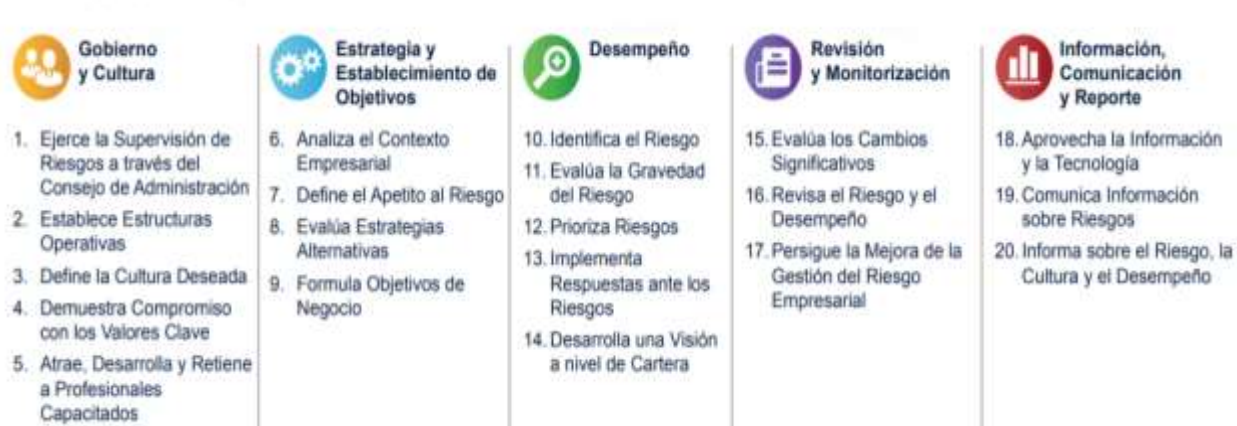 Gobierno
y Cultura
1. Ejerce la Supervisión de
Riesgos a través del
Consejo de Administración
2. Establece Estructuras
Operativas
3. Define la Cultura Deseada
4. Demuestra Compromiso
con los Valores Clave
5. Atrae, Desarrolla y Retiene
a Profesionales
Capacitados
Estrategia y
Establecimiento de
Objetivos
6. Analiza el Contexto
Empresarial
7. Define el Apetito al Riesgo
8. Evalúa Estrategias
Alternativas
9. Formula Objetivos de
Negocio
Desempeño
10. Identifica el Riesgo
11. Evalúa la Gravedad
del Riesgo
12. Prioriza Riesgos
13. Implementa
Respuestas ante los
Riesgos
14. Desarrolla una Visión
a nivel de Cartera
Revisión
y Monitorización
15. Evalúa los Cambios
Significativos
16. Revisa el Riesgo y el
Desempeño
17. Persigue la Mejora de la
Gestión del Riesgo
Empresarial
Información,
Comunicación
y Reporte
18. Aprovecha la Información
y la Tecnología
19. Comunica Información
sobre Riesgos
20. Informa sobre el Riesgo, la
Cultura y el Desempeño